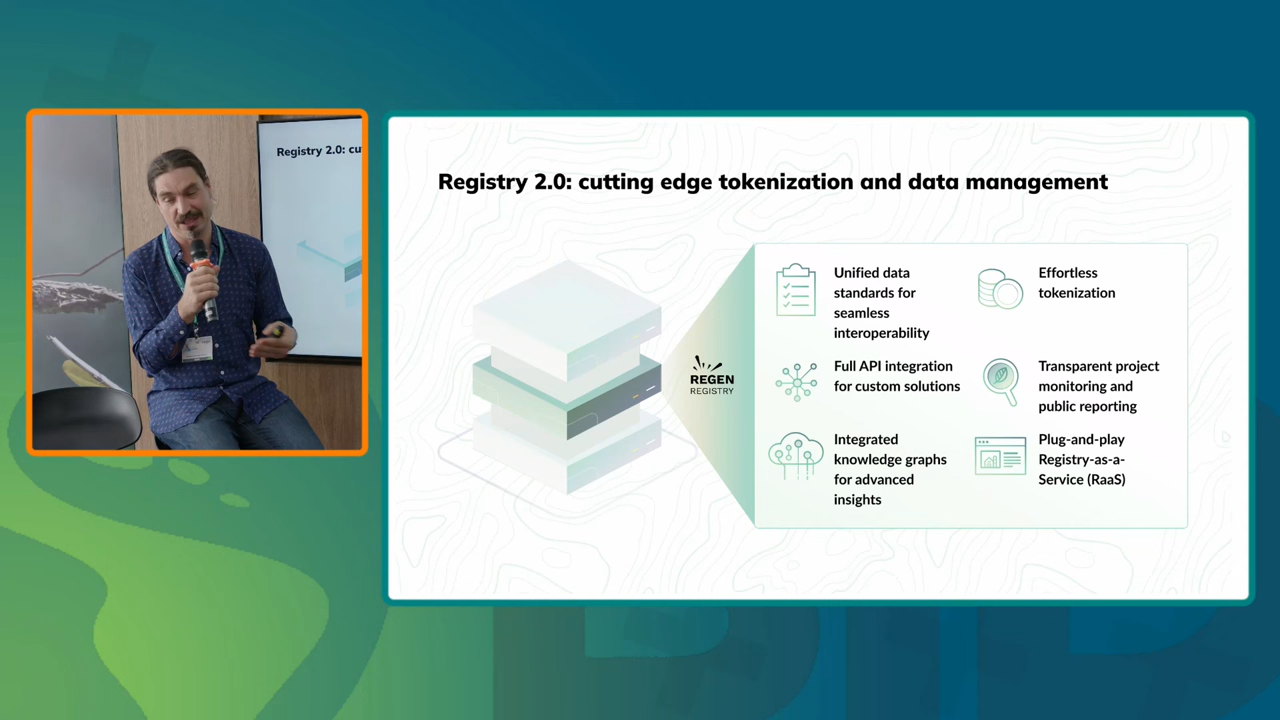 Registry 2.0: cu
Registry 2.0: cutting edge tokenization and data management
REGEN
REGISTRY
Unified data
standards for
seamless
interoperability
Effortless
tokenization
Full API integration
for custom solutions
Transparent project
monitoring and
public reporting
Integrated
knowledge graphs
for advanced
insights
Plug-and-play
Registry-as-a-
Service (RaaS)